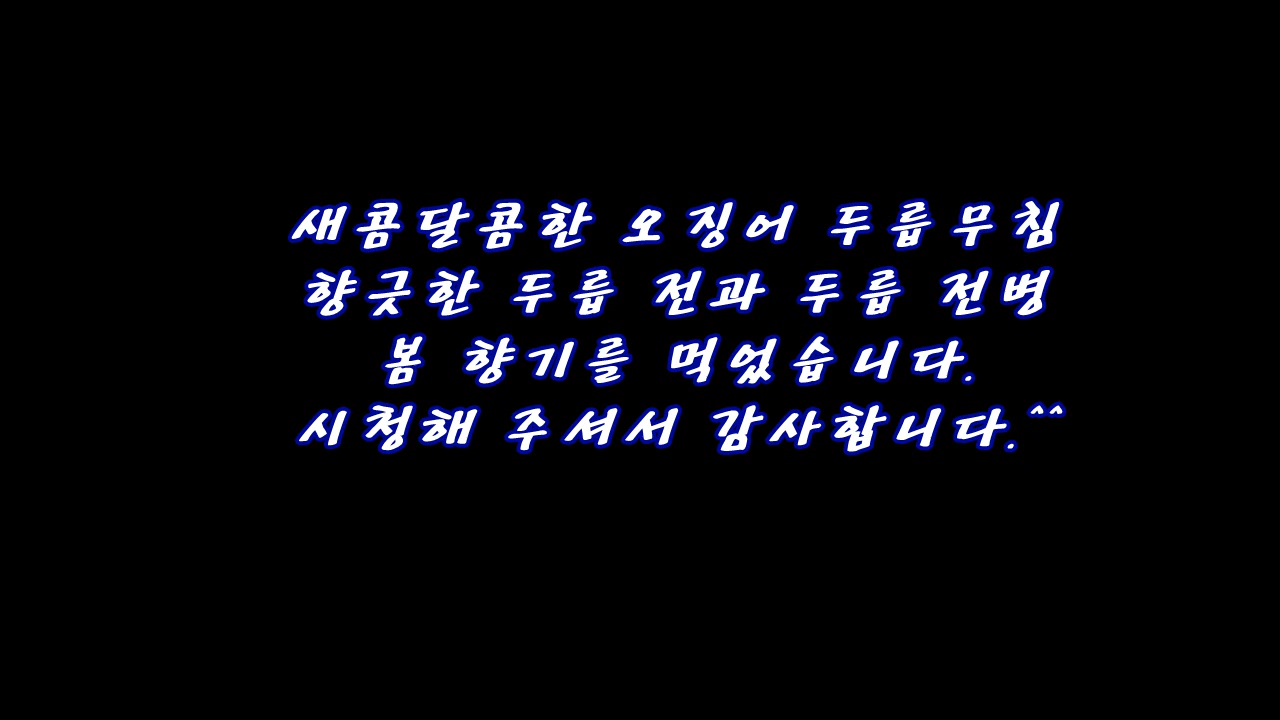 새콤달콤한 오징어 두릅무침
향긋한 두릅 전과 두릅 전병
봄 향기를 먹었습니다.
시청해 주셔서 감사합니다.^^